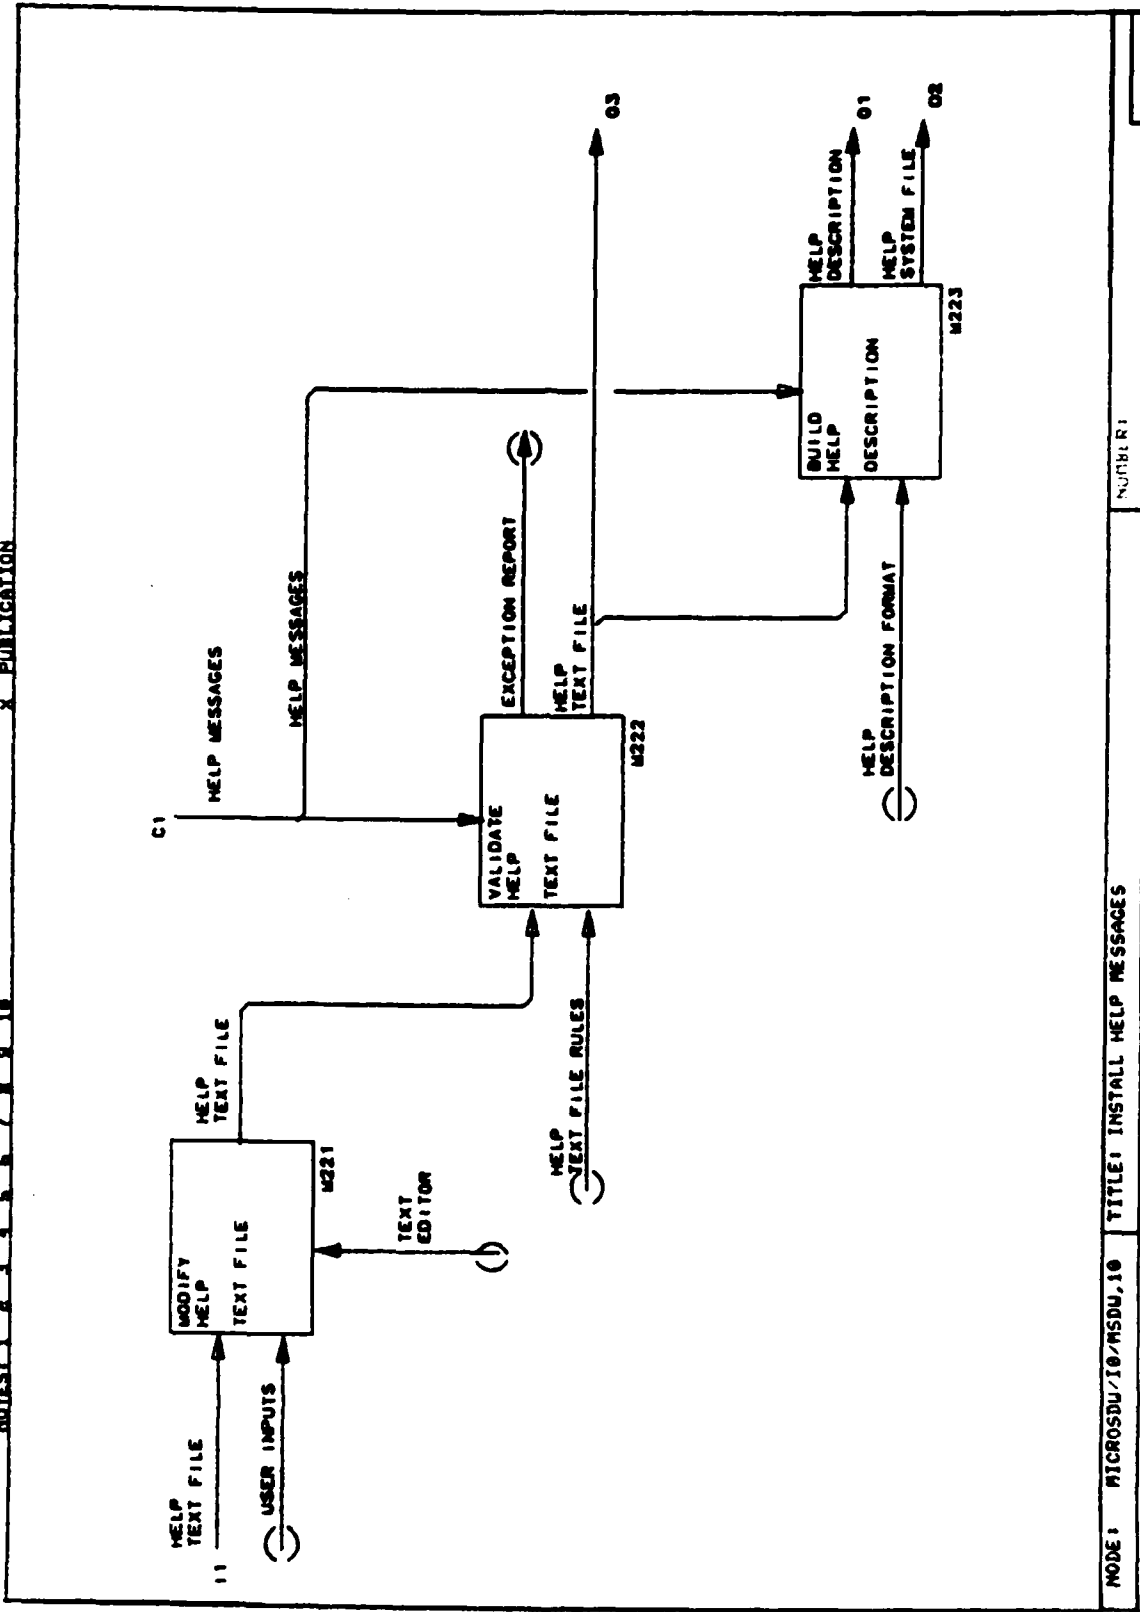 X PUBLICATION
C1
HELP MESSAGES
HELP MESSAGES
I1
HELP
TEXT FILE
USER INPUTS
MODIFY
HELP
TEXT FILE
M221
HELP
TEXT FILE
TEXT
EDITOR
HELP
TEXT FILE RULES
VALIDATE
HELP
TEXT FILE
M222
EXCEPTION REPORT
HELP
TEXT FILE
O3
HELP
DESCRIPTION FORMAT
BUILD
HELP
DESCRIPTION
M223
HELP
DESCRIPTION
O1
HELP
SYSTEM FILE
O2
NODE: MICROSDW/I0/MSDW.10
TITLE: INSTALL HELP MESSAGES
NUMBER: